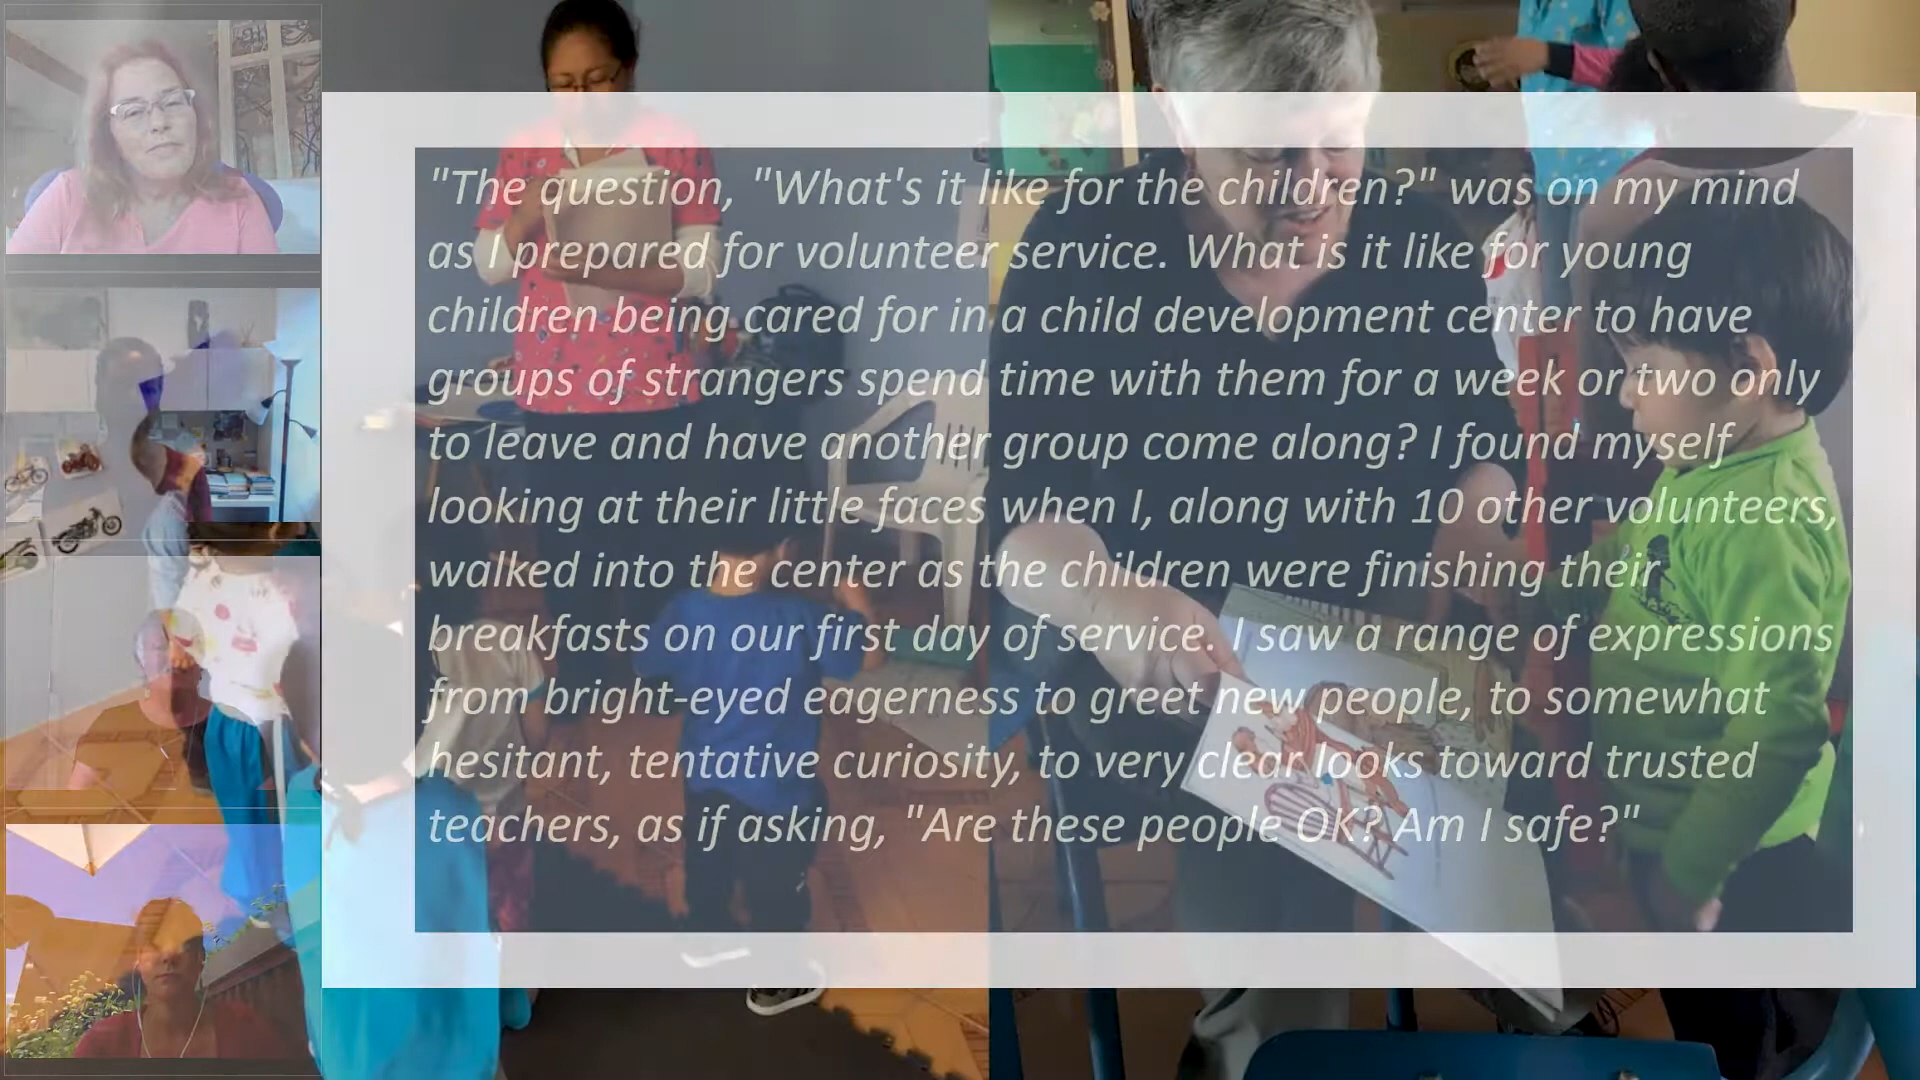 "The question, "What's it like for the children?" was on my mind
as I prepared for volunteer service. What is it like for young
children being cared for in a child development center to have
groups of strangers spend time with them for a week or two only
to leave and have another group come along? I found myself
looking at their little faces when I, along with 10 other volunteers,
walked into the center as the children were finishing their
breakfasts on our first day of service. I saw a range of expressions
from bright-eyed eagerness to greet new people, to somewhat
hesitant, tentative curiosity, to very clear looks toward trusted
teachers, as if asking, "Are these people OK? Am I safe?"